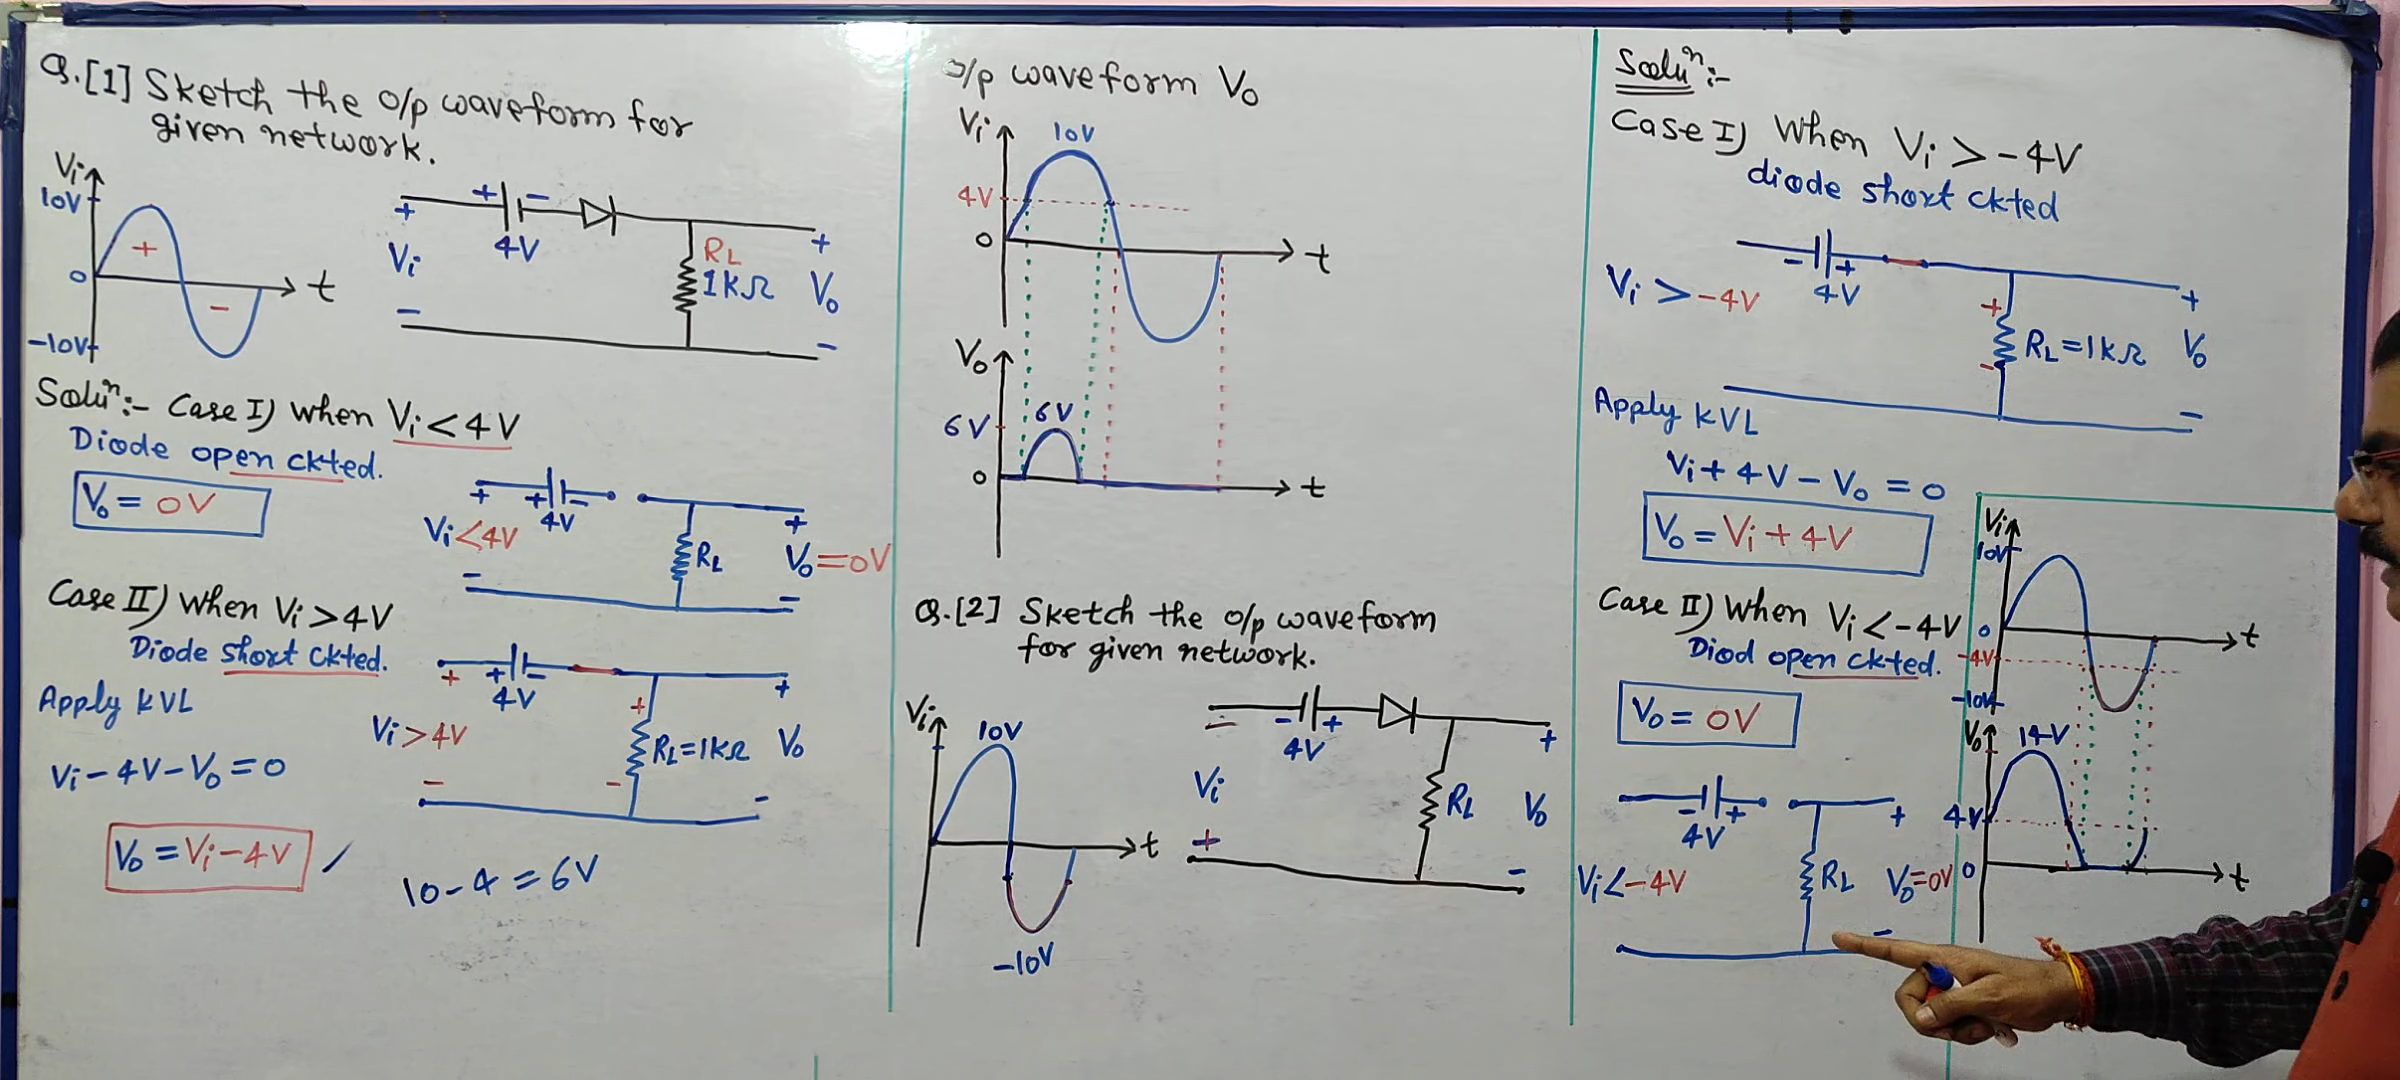 Q.[1] Sketch the o/p waveform for
given network.
Vi
10V
+
0
-
t
-10V
+ -
4V
+
Vi
-
RL
1kΩ
+
Vo
-
Soluⁿ:- Case I) When Vi < 4V
Diode open ckted.
Vo = 0V
+ + -
4V
Vi<4V
-
RL
+
Vo=0V
-
Case II) When Vi > 4V
Diode short ckted.
Apply KVL
Vi - 4V - Vo = 0
Vo = Vi - 4V
+ + -
4V
Vi > 4V
-
+
RL=1kΩ
-
+
Vo
-
10 - 4 = 6V
o/p waveform Vo
Vi
10V
4V
0
t
Vo
6V
6V
0
t
Q.[2] Sketch the o/p waveform
for given network.
Vi
10V
t
-10V
-
- +
4V
Vi
+
RL
+
Vo
-
Soluⁿ:-
Case I) When Vi > -4V
diode short ckted
- +
4V
Vi > -4V
+
RL=1kΩ
-
+
Vo
-
Apply KVL
Vi + 4V - Vo = 0
Vo = Vi + 4V
Case II) When Vi < -4V
Diod open ckted.
Vo = 0V
- +
4V
Vi < -4V
RL
+
Vo=0V
-
Vi
10V
0
t
-4V
-10V
Vo
14V
4V
0
t